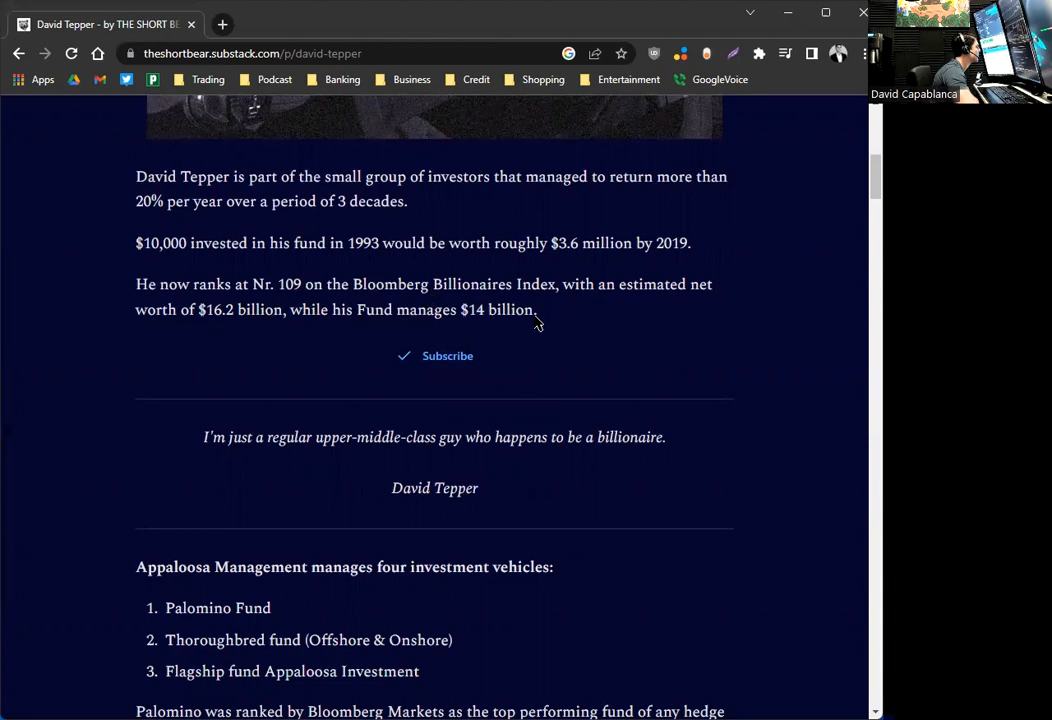 David Tepper - by THE SHORT BE
theshortbear.substack.com/p/david-tepper
Apps Trading Podcast Banking Business Credit Shopping Entertainment GoogleVoice
David Capablanca
David Tepper is part of the small group of investors that managed to return more than
20% per year over a period of 3 decades.
$10,000 invested in his fund in 1993 would be worth roughly $3.6 million by 2019.
He now ranks at Nr. 109 on the Bloomberg Billionaires Index, with an estimated net
worth of $16.2 billion, while his Fund manages $14 billion.
Subscribe
I'm just a regular upper-middle-class guy who happens to be a billionaire.
David Tepper
Appaloosa Management manages four investment vehicles:
1. Palomino Fund
2. Thoroughbred fund (Offshore & Onshore)
3. Flagship fund Appaloosa Investment
Palomino was ranked by Bloomberg Markets as the top performing fund of any hedge